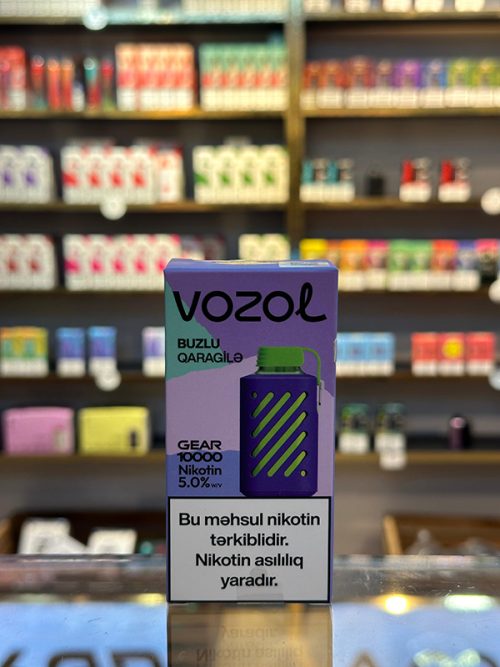 VOZOL
BUZLU
QARAGİLƏ
GEAR
10000
Nikotin
5.0% W/V
Bu məhsul nikotin
tərkiblidir.
Nikotin asılılıq
yaradır.